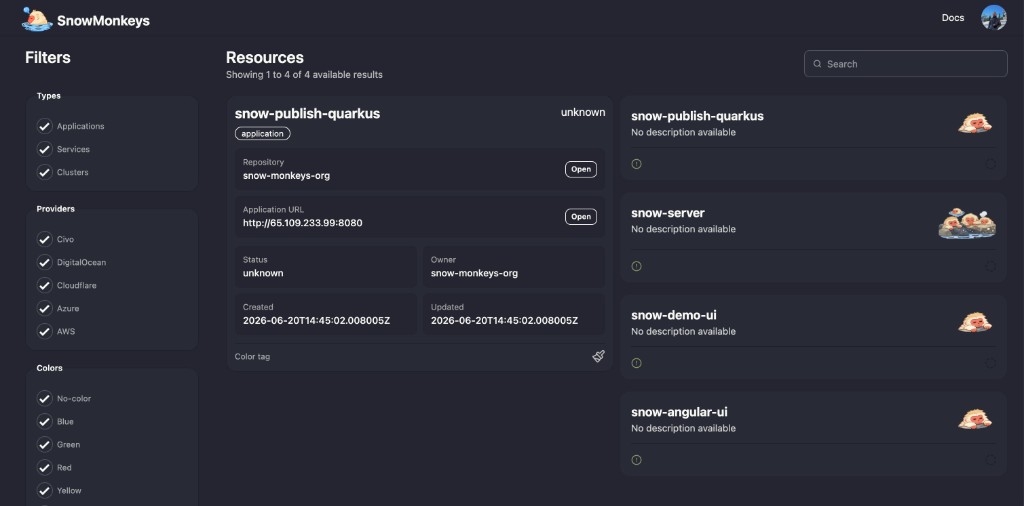 SnowMonkeys
Docs
Filters
Types
Applications
Services
Clusters
Providers
Civo
DigitalOcean
Cloudflare
Azure
AWS
Colors
No-color
Blue
Green
Red
Yellow
Resources
Showing 1 to 4 of 4 available results
Search
snow-publish-quarkus
unknown
application
Repository
snow-monkeys-org
Open
Application URL
http://65.109.233.99:8080
Open
Status
unknown
Owner
snow-monkeys-org
Created
2026-06-20T14:45:02.008005Z
Updated
2026-06-20T14:45:02.008005Z
Color tag
snow-publish-quarkus
No description available
snow-server
No description available
snow-demo-ui
No description available
snow-angular-ui
No description available